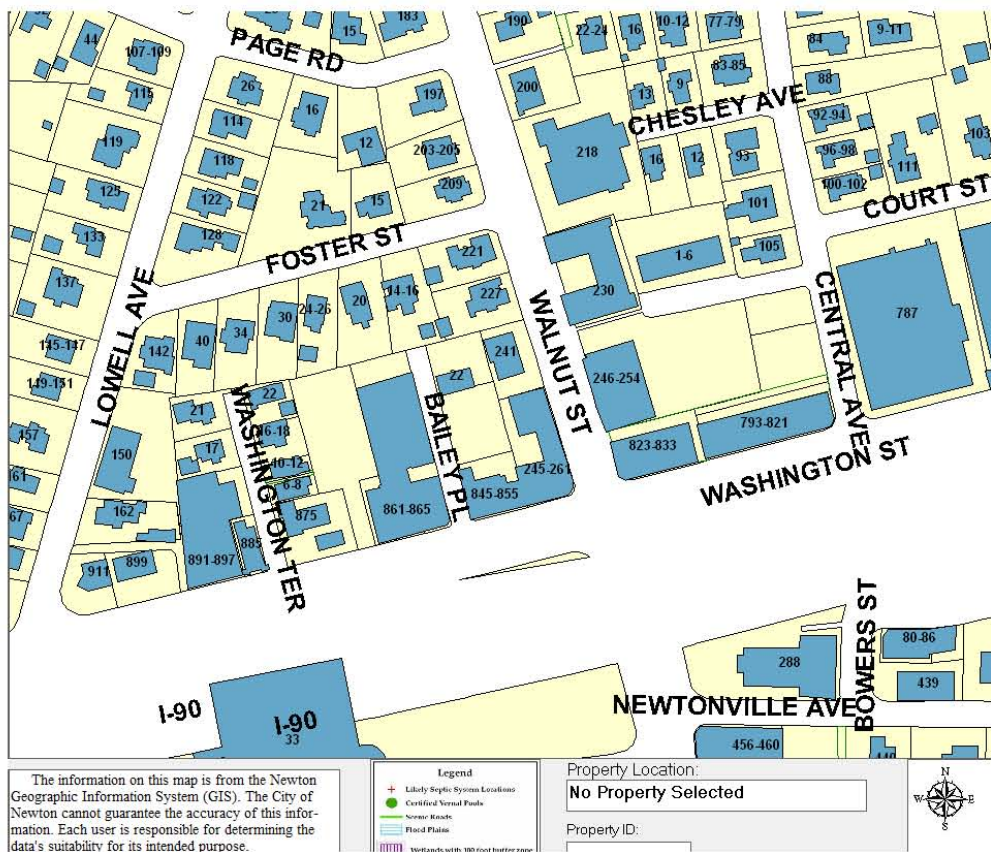 44
107-109
15
183
190
22-24
16
10-12
77-79
84
9-11
PAGE RD
115
26
16
197
200
13
9
83-85
88
CHESLEY AVE
119
114
12
203-205
218
92-94
118
16
12
93
96-98
111
103
125
122
21
15
209
101
100-102
COURT ST
133
128
FOSTER ST
221
105
1-6
137
LOWELL AVE
24-26
20
14-16
227
230
WALNUT ST
CENTRAL AVE
787
40
34
30
145-147
142
241
246-254
149-151
WASHINGTON TER
22
22
BAILEY PL
21
16-18
793-821
157
17
150
10-12
823-833
161
6-8
245-261
WASHINGTON ST
162
875
861-865
845-855
67
885
911
899
891-897
BOWERS ST
80-86
288
439
NEWTONVILLE AVE
I-90
I-90
33
456-460
The information on this map is from the Newton
Geographic Information System (GIS). The City of
Newton cannot guarantee the accuracy of this infor-
mation. Each user is responsible for determining the
data's suitability for its intended purpose.
Legend
Likely Septic System Locations
Certified Vernal Pools
Scenic Roads
Flood Plains
Wetlands with 100 foot buffer zone
Property Location:
No Property Selected
Property ID:
N
W
E
S